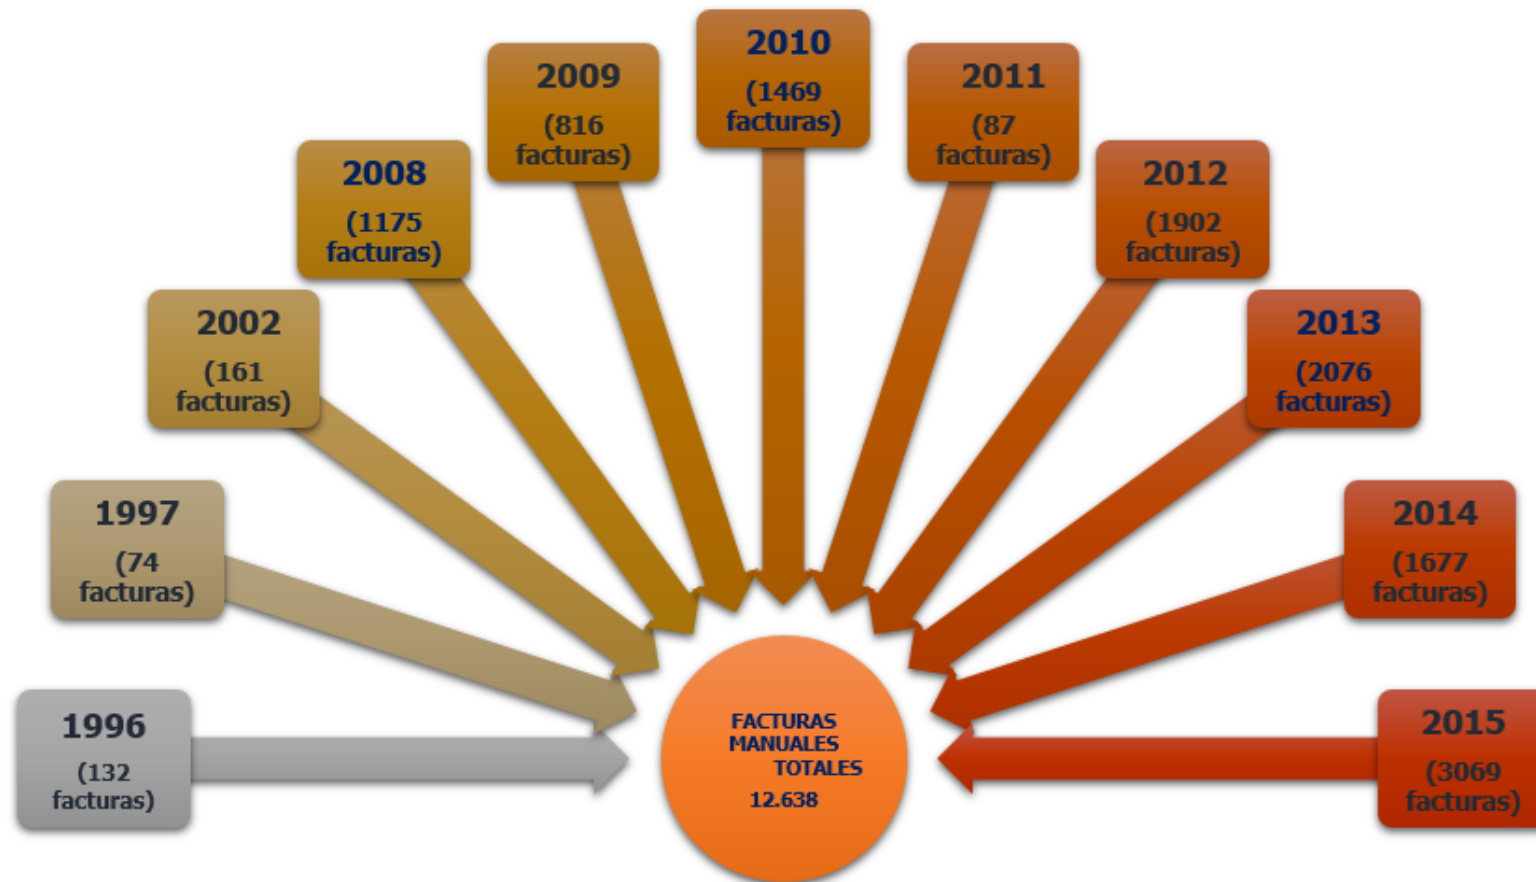 1996
(132
facturas)
1997
(74
facturas)
2002
(161
facturas)
2008
(1175
facturas)
2009
(816
facturas)
2010
(1469
facturas)
2011
(87
facturas)
2012
(1902
facturas)
2013
(2076
facturas)
2014
(1677
facturas)
2015
(3069
facturas)
FACTURAS
MANUALES
TOTALES
12.638